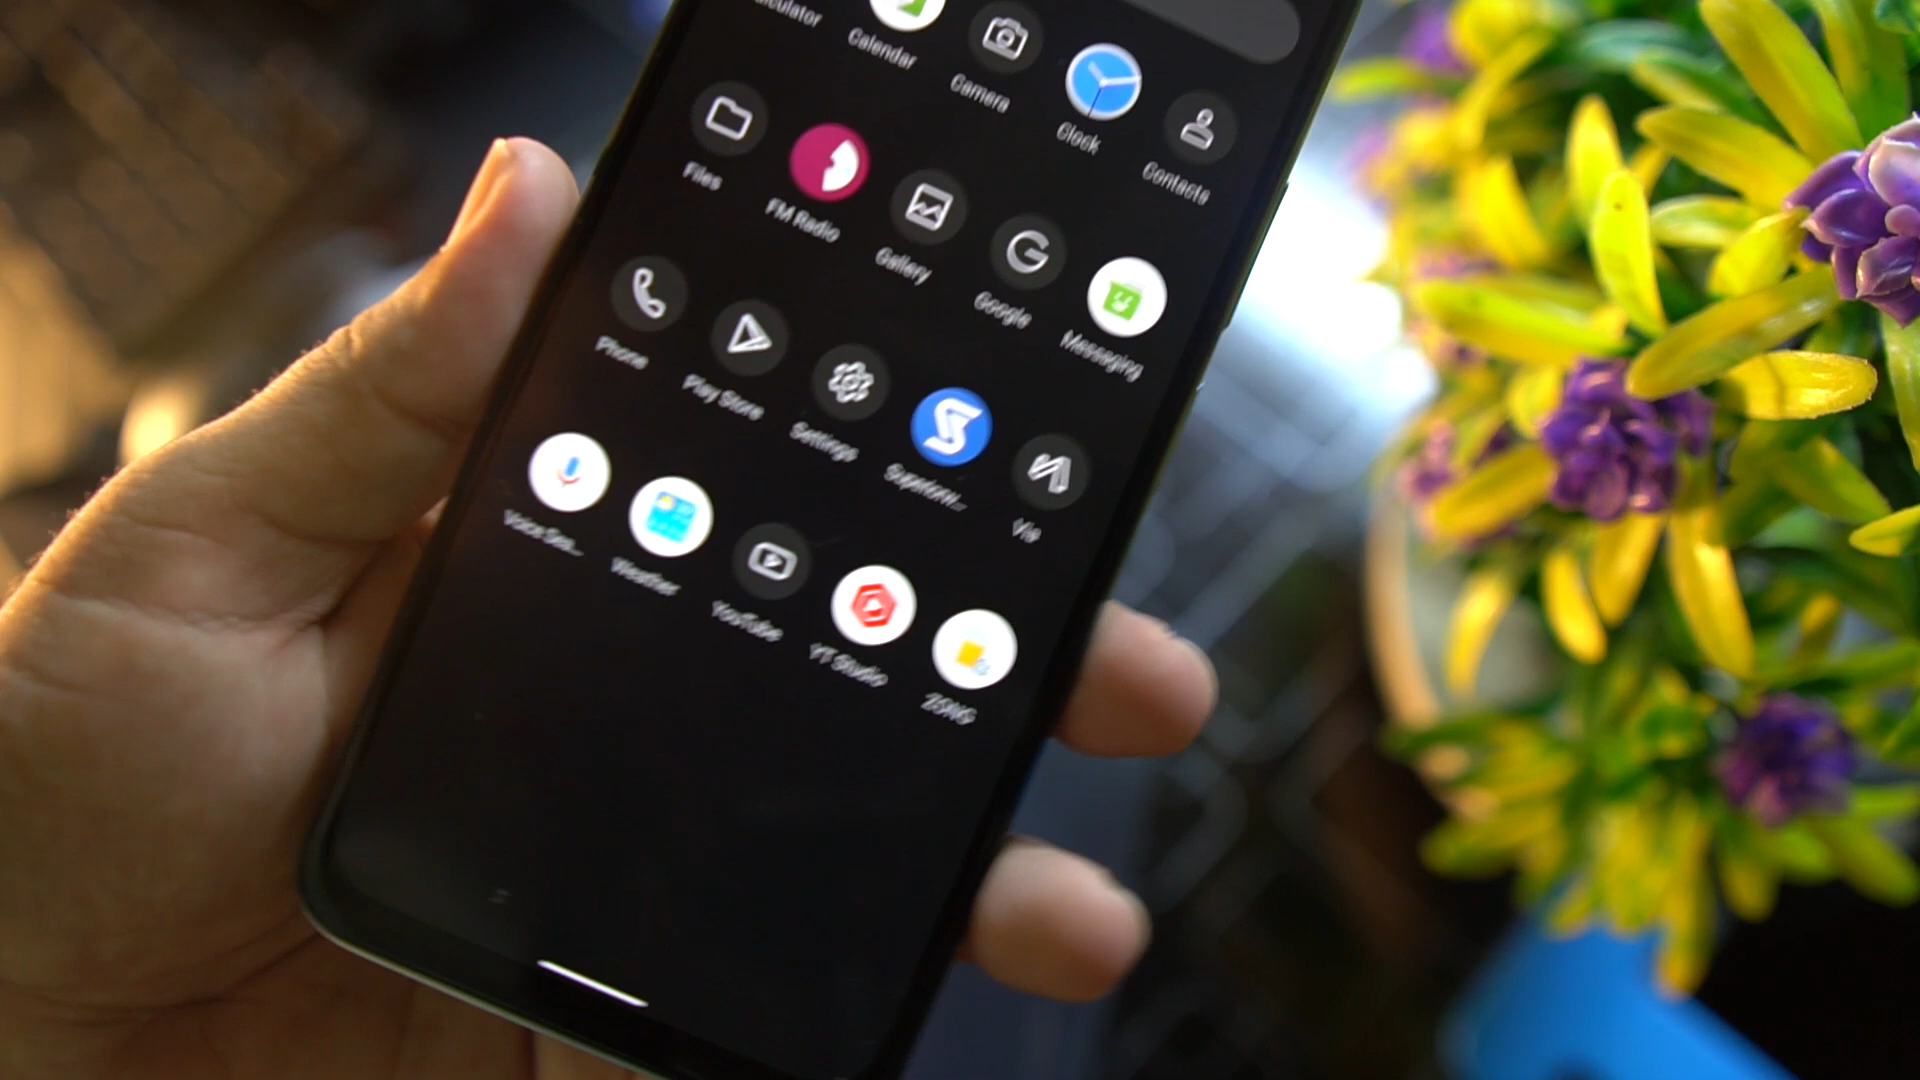 Calendar
Camera
Clock
Contacts
Files
FM Radio
Gallery
Google
Messaging
Phone
Play Store
Settings
Vie
Weather
YouTube
YT Studio
ZONG